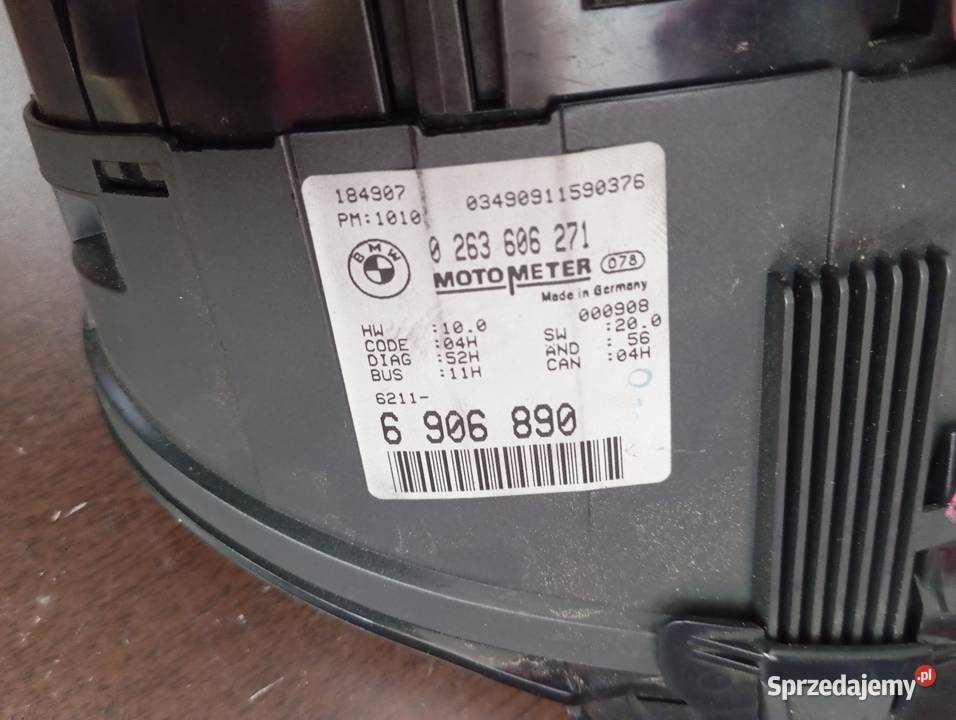 184907 03490911590376
PM:1010
BMW 0 263 606 271
MOTOMETER 078
Made in Germany
000908
HW :10.0 SW :20.0
CODE :04H AND : 56
DIAG :52H CAN :04H
BUS :11H
6211-
6 906 890
Sprzedajemy.pl